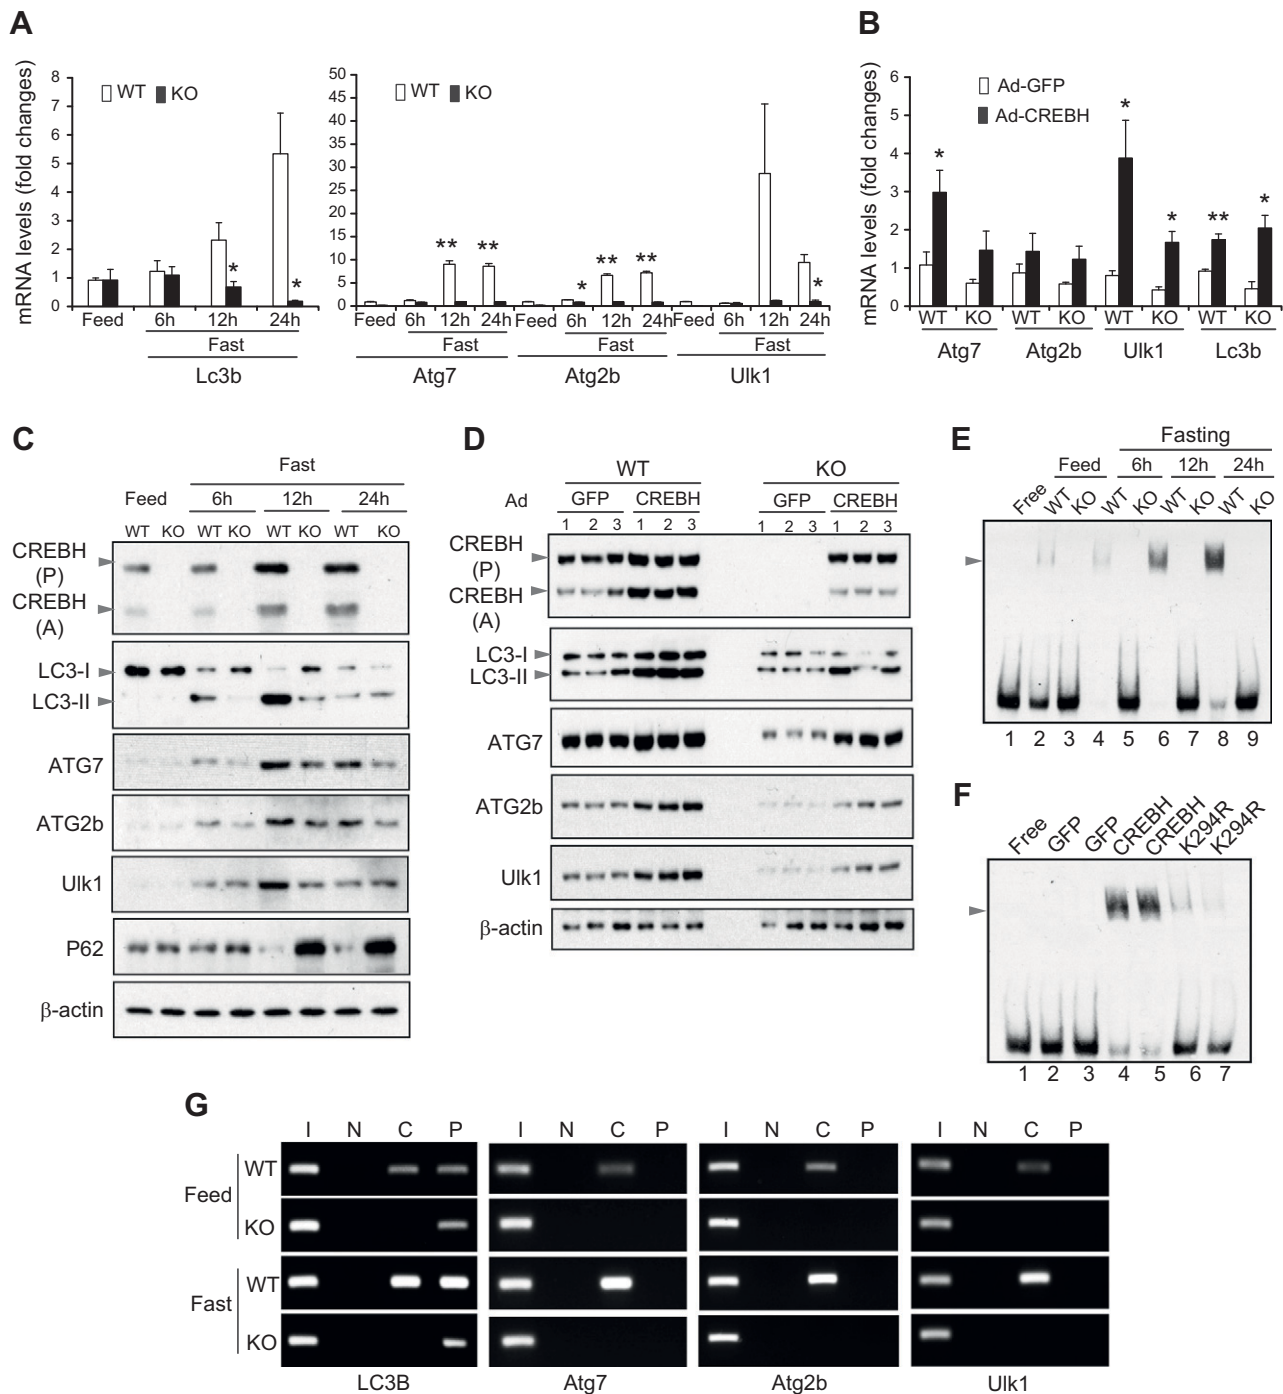 A
mRNA levels (fold changes)
8
7
6
5
4
3
2
1
0
WT KO
*
*
Feed 6h 12h 24h
Fast
Lc3b
50
45
40
35
30
25
20
15
10
5
0
WT KO
** ** * ** ** *
Feed 6h 12h 24h Feed 6h 12h 24h Feed 6h 12h 24h
Fast Fast Fast
Atg7 Atg2b Ulk1
B
mRNA levels (fold changes)
6
5
4
3
2
1
0
Ad-GFP
Ad-CREBH
* * * ** *
WT KO WT KO WT KO WT KO
Atg7 Atg2b Ulk1 Lc3b
C
Fast
Feed 6h 12h 24h
WT KO WT KO WT KO WT KO
CREBH
(P)
CREBH
(A)
LC3-I
LC3-II
ATG7
ATG2b
Ulk1
P62
β-actin
D
WT KO
Ad GFP CREBH GFP CREBH
1 2 3 1 2 3 1 2 3 1 2 3
CREBH
(P)
CREBH
(A)
LC3-I
LC3-II
ATG7
ATG2b
Ulk1
β-actin
E
Fasting
Feed 6h 12h 24h
Free WT KO WT KO WT KO WT KO
1 2 3 4 5 6 7 8 9
F
Free GFP GFP CREBH CREBH K294R K294R
1 2 3 4 5 6 7
G
I N C P I N C P I N C P I N C P
Feed
WT
KO
Fast
WT
KO
LC3B Atg7 Atg2b Ulk1